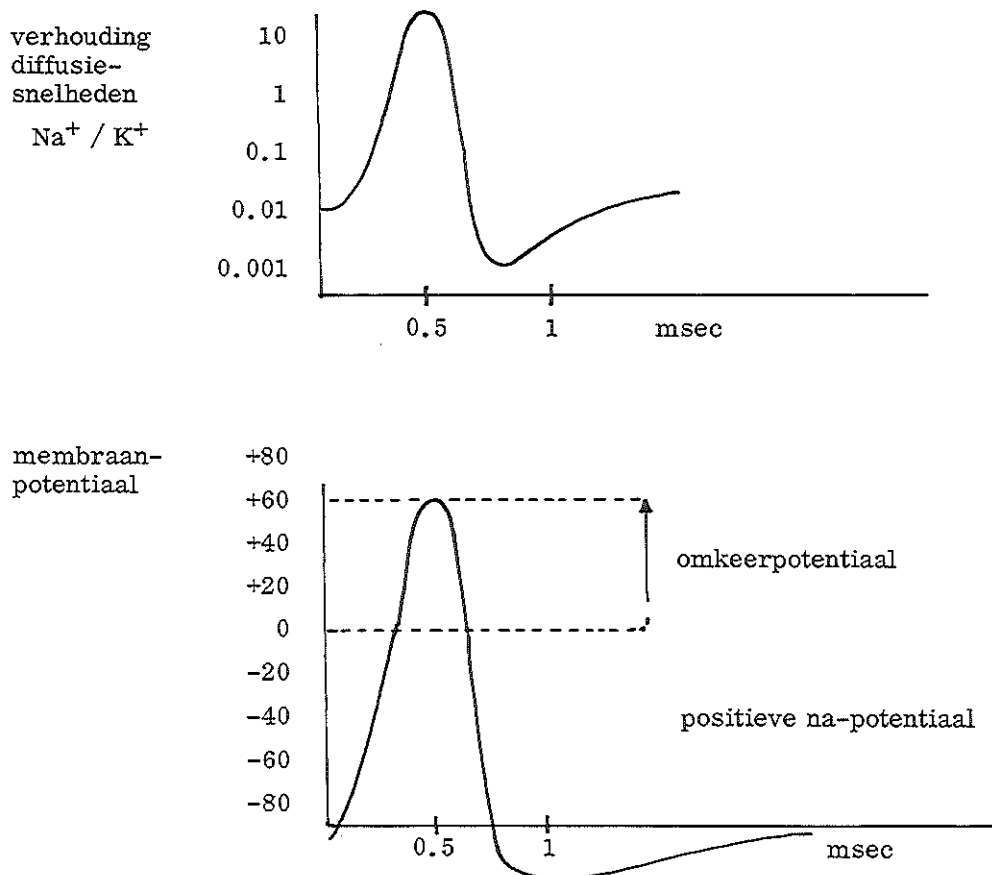 verhouding
diffusie-
snelheden
Na⁺ / K⁺
10
1
0.1
0.01
0.001
0.5 1 msec
membraan-
potentiaal
+80
+60
+40
+20
0
-20
-40
-60
-80
omkeerpotentiaal
positieve na-potentiaal
0.5 1 msec